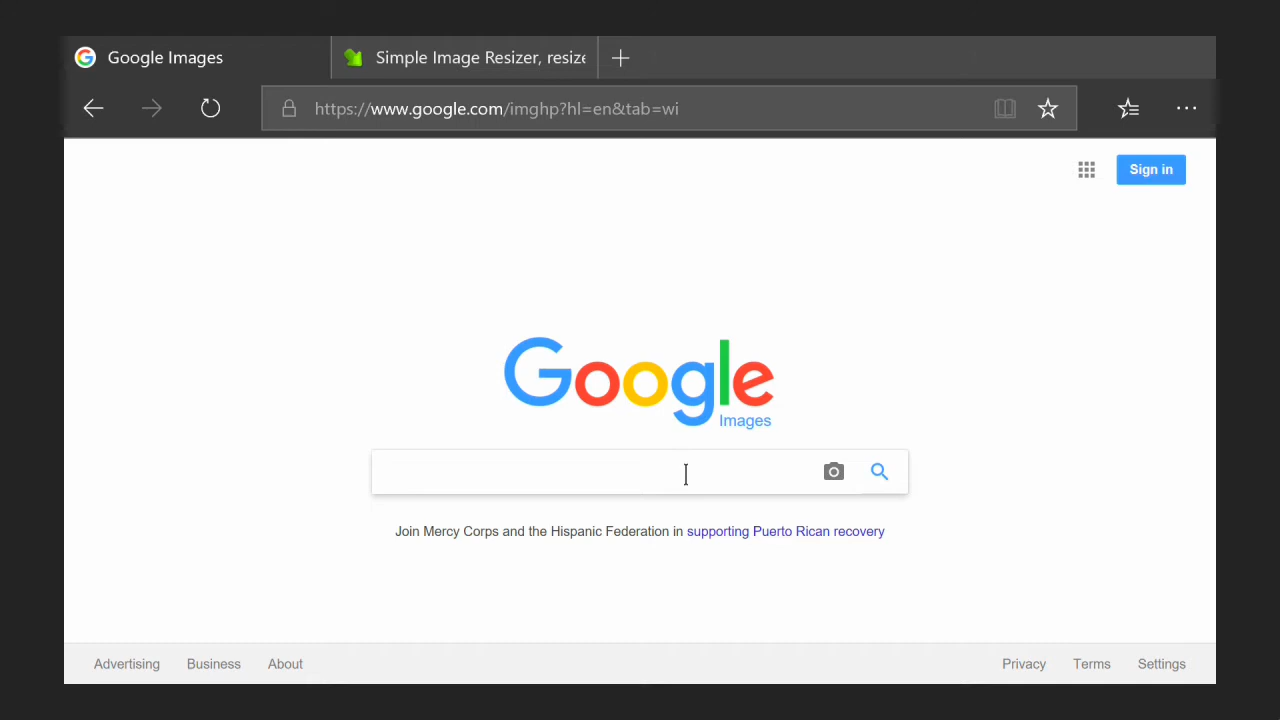 Google Images
Simple Image Resizer, resize
https://www.google.com/imghp?hl=en&tab=wi
Sign in
Google
Images
Join Mercy Corps and the Hispanic Federation in supporting Puerto Rican recovery
Advertising Business About Privacy Terms Settings